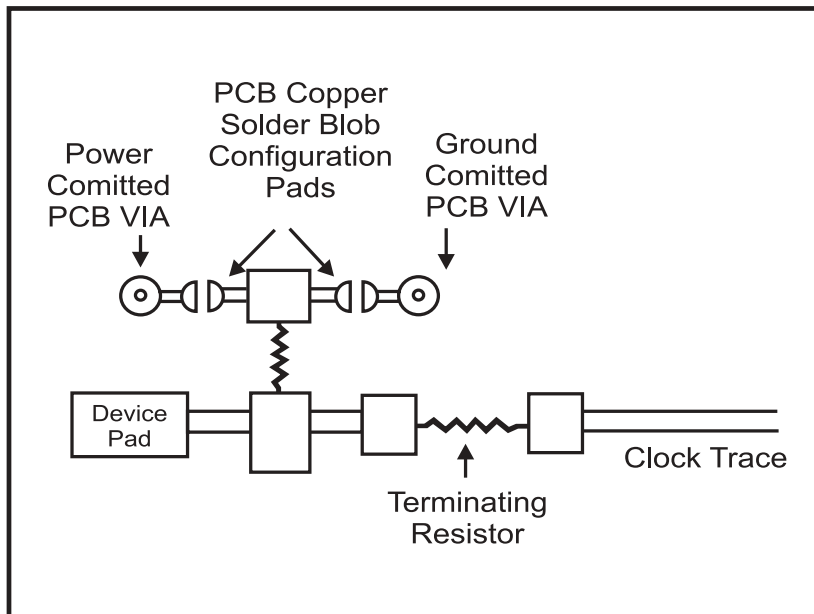 PCB Copper
Solder Blob
Configuration
Pads
Power
Comitted
PCB VIA
Ground
Comitted
PCB VIA
Device
Pad
Clock Trace
Terminating
Resistor